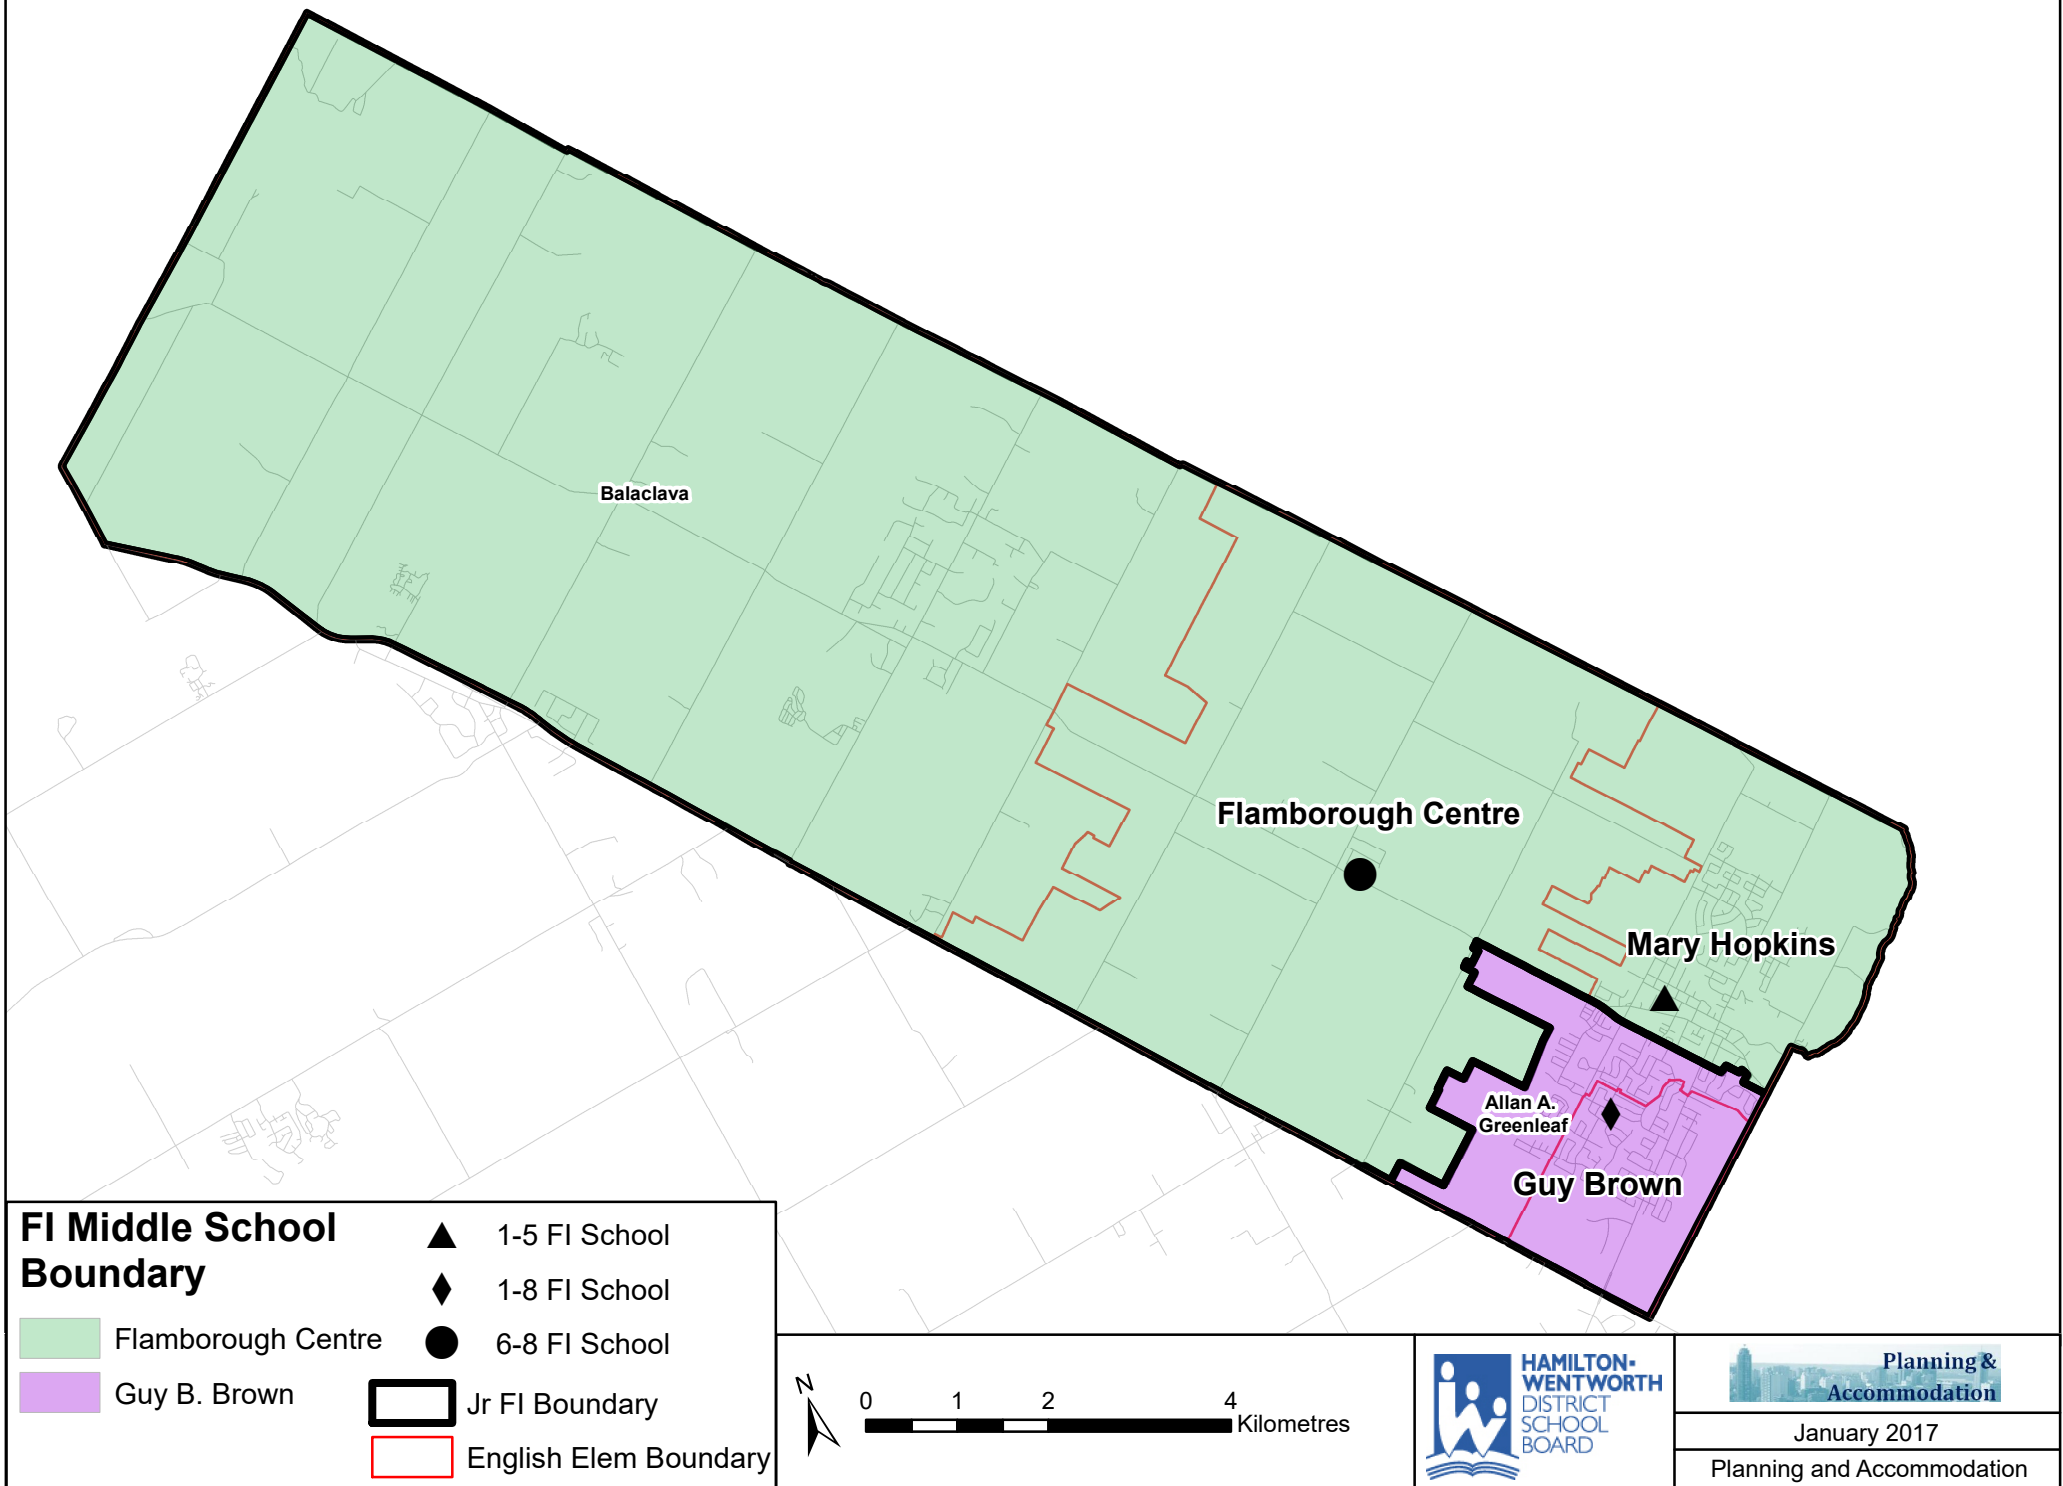 Balaclava
Flamborough Centre
Mary Hopkins
Allan A.
Greenleaf
Guy Brown
FI Middle School
Boundary
Flamborough Centre
Guy B. Brown
1-5 FI School
1-8 FI School
6-8 FI School
Jr FI Boundary
English Elem Boundary
N
0 1 2 4
Kilometres
HAMILTON-
WENTWORTH
DISTRICT
SCHOOL
BOARD
Planning &
Accommodation
January 2017
Planning and Accommodation